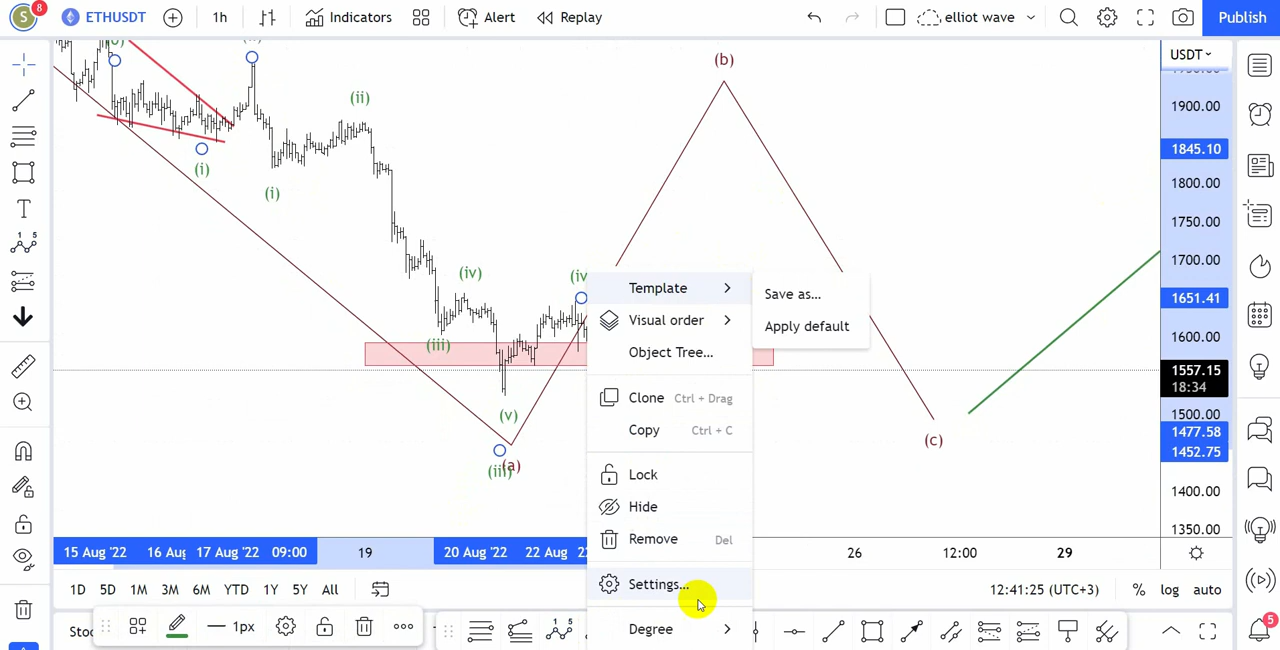 S
8
ETHUSDT
1h
Indicators
Alert
Replay
elliot wave
Publish
USDT
1900.00
1845.10
1800.00
1750.00
1700.00
1651.41
1600.00
1557.15
18:34
1500.00
1477.58
1452.75
1400.00
1350.00
(b)
(ii)
(i)
(i)
(iv)
(iv
(iii)
(v)
(iii)
(a)
(c)
Template
Save as...
Visual order
Apply default
Object Tree...
Clone Ctrl + Drag
Copy Ctrl + C
Lock
Hide
Remove Del
Settings...
Degree
15 Aug '22
16 Aug
17 Aug '22
09:00
19
20 Aug '22
22 Aug '22
26
12:00
29
1D 5D 1M 3M 6M YTD 1Y 5Y All
12:41:25 (UTC+3)
% log auto
1px
5